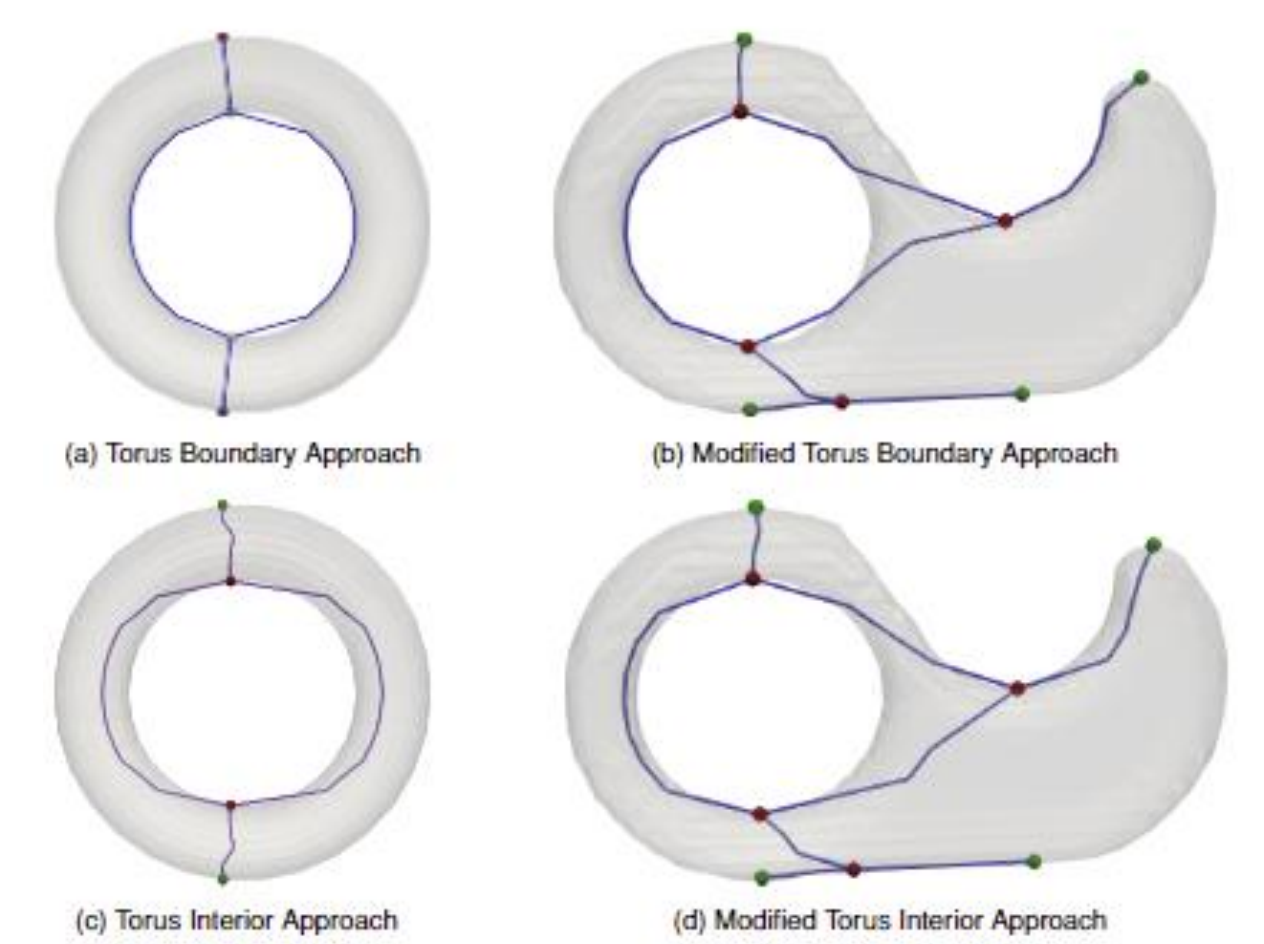 (a) Torus Boundary Approach
(b) Modified Torus Boundary Approach
(c) Torus Interior Approach
(d) Modified Torus Interior Approach